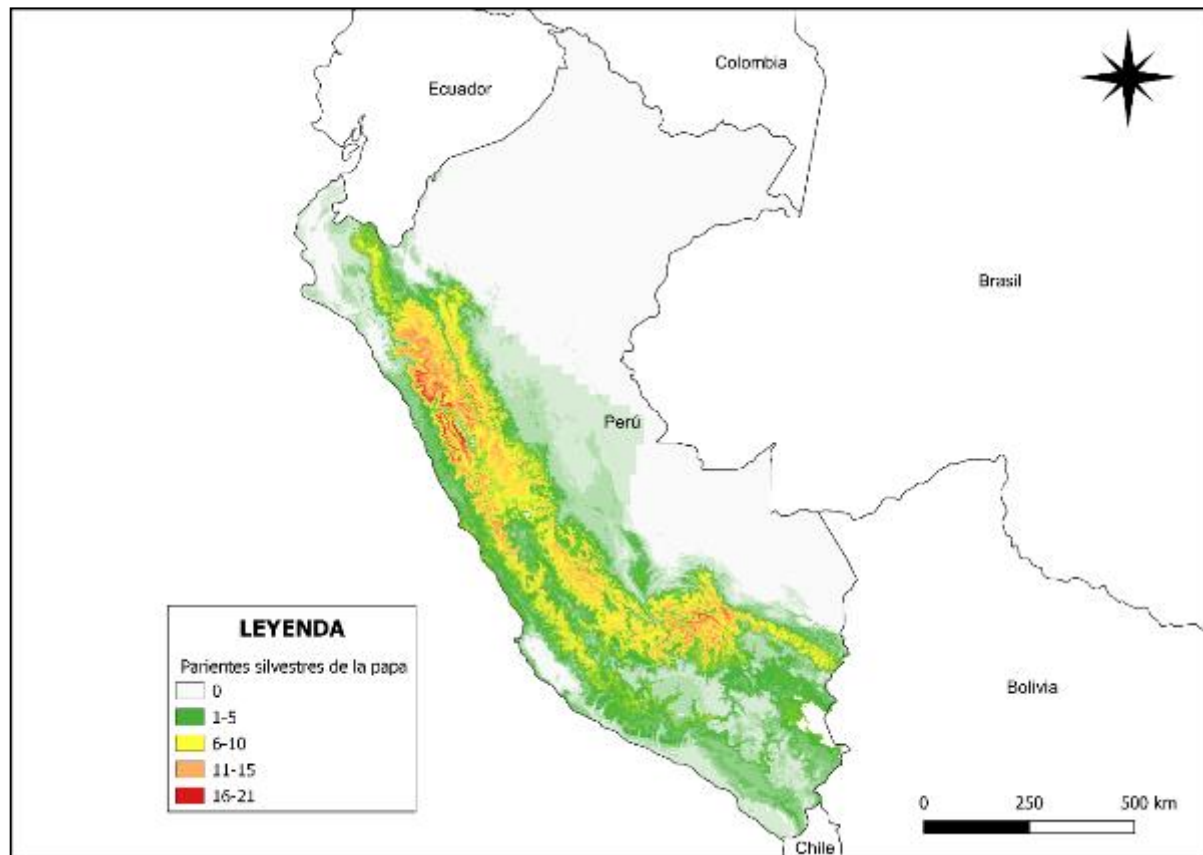 Colombia
Ecuador
Brasil
Perú
LEYENDA
Parientes silvestres de la papa
0
1-5
6-10
11-15
16-21
Bolivia
0 250 500 km
Chile